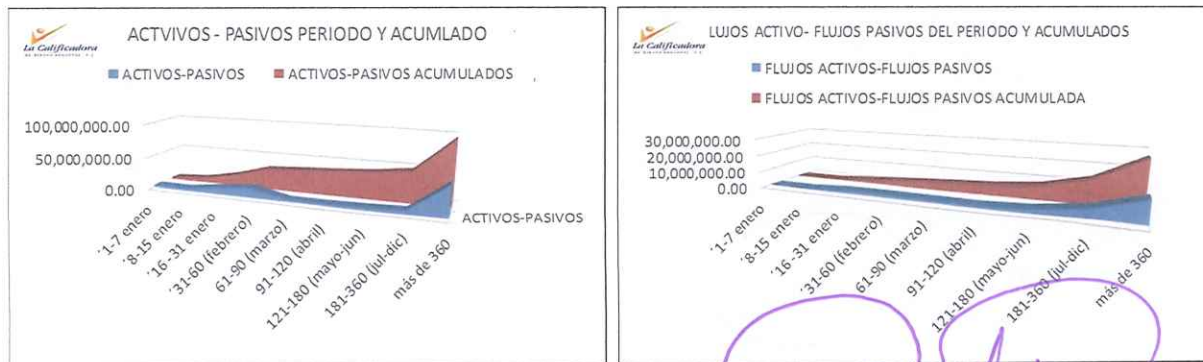 La Calificadora
DE RIESGO ASOCIADOS, S.A.
ACTVIVOS - PASIVOS PERIODO Y ACUMLADO
ACTIVOS-PASIVOS ACTIVOS-PASIVOS ACUMULADOS
100,000,000.00
50,000,000.00
0.00
ACTIVOS-PASIVOS
'1-7 enero
'8-15 enero
'16 -31 enero
'31-60 (febrero)
61-90 (marzo)
91-120 (abril)
121-180 (mayo-jun)
181-360 (jul-dic)
más de 360
La Calificadora
LUJOS ACTIVO- FLUJOS PASIVOS DEL PERIODO Y ACUMULADOS
FLUJOS ACTIVOS-FLUJOS PASIVOS
FLUJOS ACTIVOS-FLUJOS PASIVOS ACUMULADA
30,000,000.00
20,000,000.00
10,000,000.00
0.00
'1-7 enero
'8-15 enero
'16 -31 enero
'31-60 (febrero)
61-90 (marzo)
91-120 (abril)
121-180 (mayo-jun)
181-360 (jul-dic)
más de 360